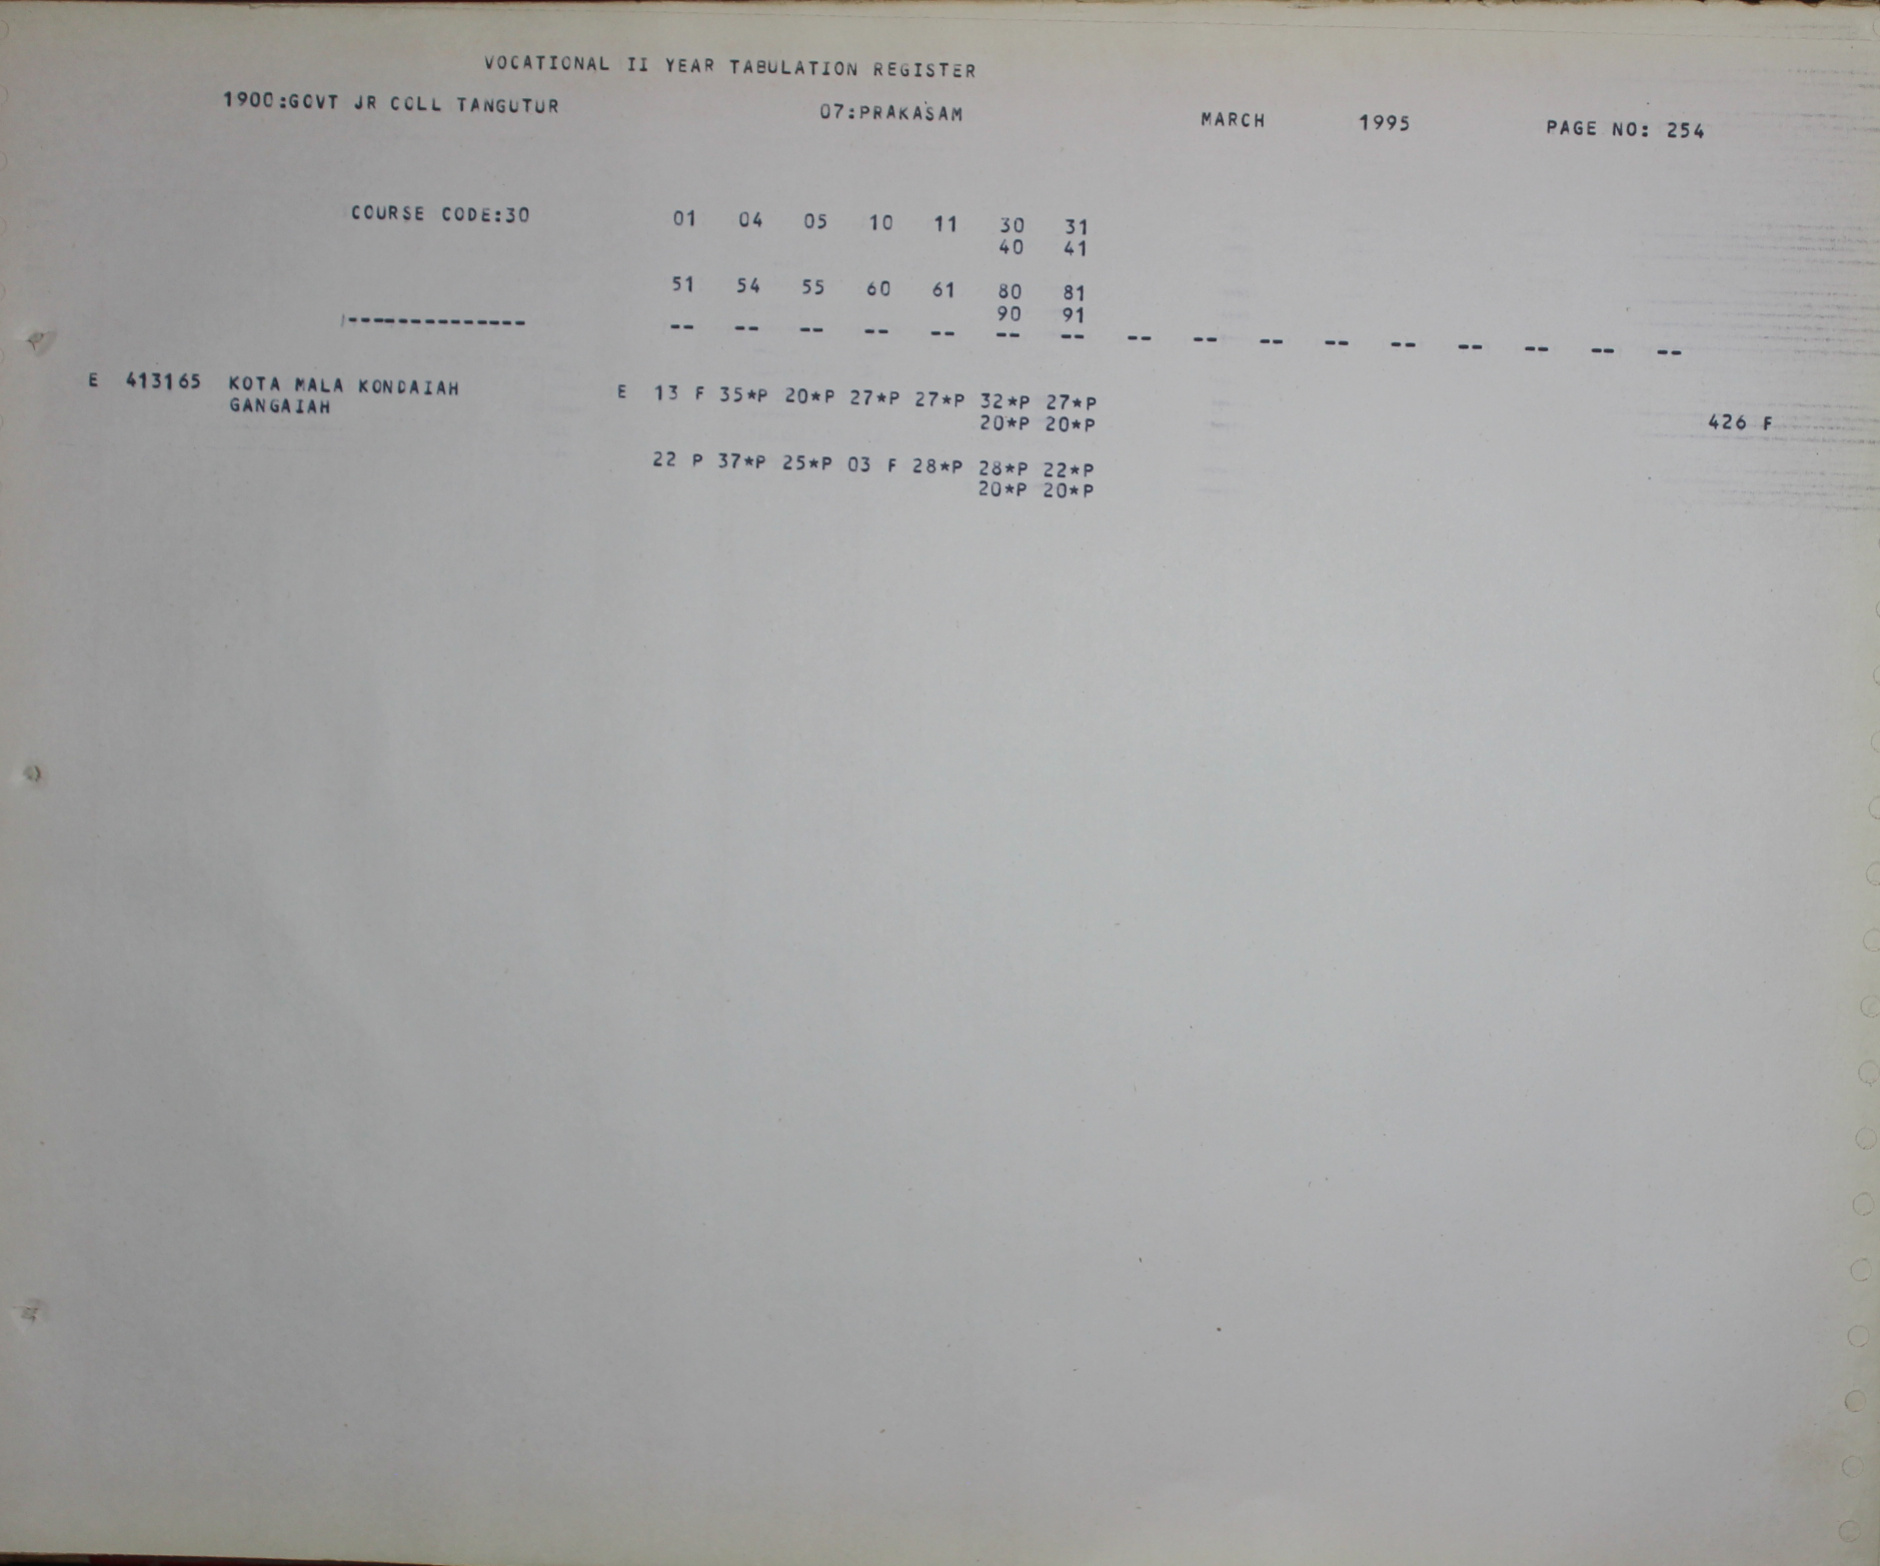 VOCATIONAL II YEAR TABULATION REGISTER
1900:GOVT JR COLL TANGUTUR 07:PRAKASAM MARCH 1995 PAGE NO: 254
COURSE CODE:30 01 04 05 10 11 30 31
40 41
51 54 55 60 61 80 81
90 91
-------------- -- -- -- -- -- -- -- -- -- -- -- -- -- -- -- --
E 413165 KOTA MALA KONDAIAH E 13 F 35*P 20*P 27*P 27*P 32*P 27*P
GANGAIAH 20*P 20*P 426 F
22 P 37*P 25*P 03 F 28*P 28*P 22*P
20*P 20*P